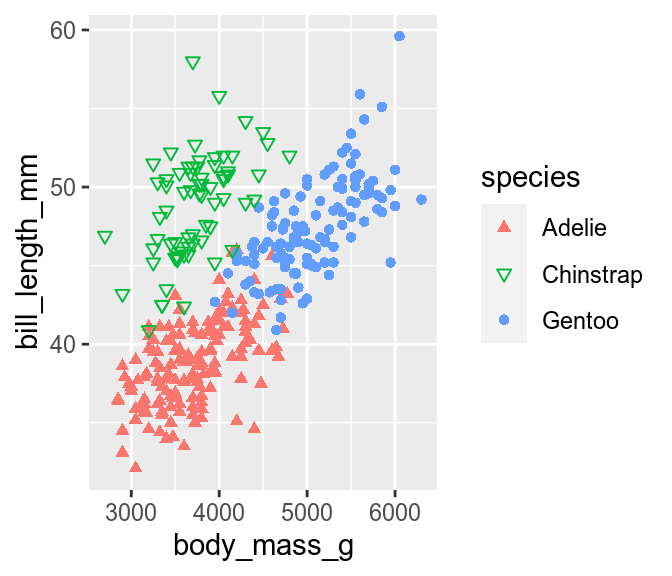 60
50
40
bill_length_mm
3000 4000 5000 6000
body_mass_g
species
Adelie
Chinstrap
Gentoo